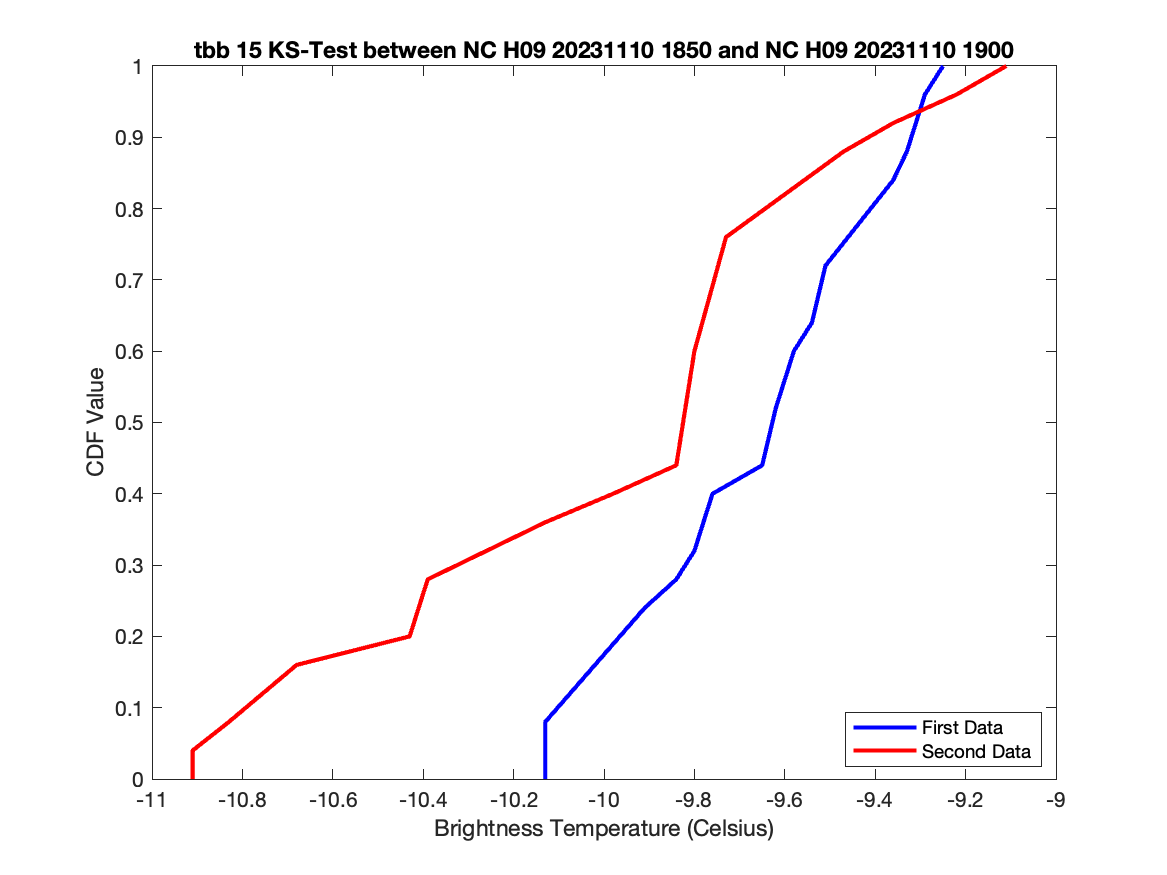 tbb 15 KS-Test between NC H09 20231110 1850 and NC H09 20231110 1900
1
0.9
0.8
0.7
0.6
0.5
0.4
0.3
0.2
0.1
0
CDF Value
First Data
Second Data
-11 -10.8 -10.6 -10.4 -10.2 -10 -9.8 -9.6 -9.4 -9.2 -9
Brightness Temperature (Celsius)